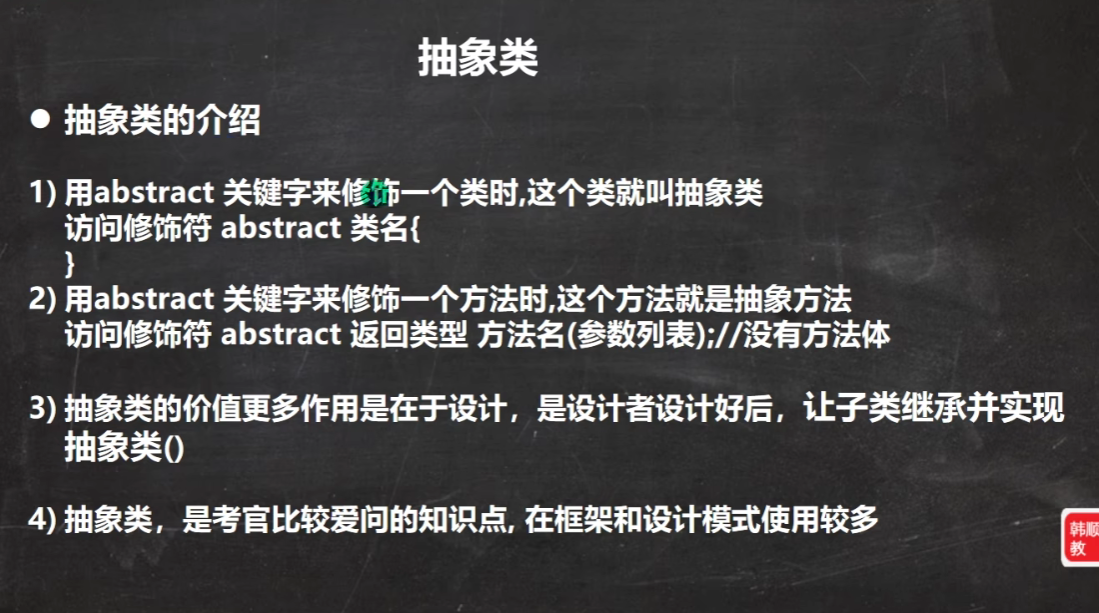 抽象类
● 抽象类的介绍
1) 用abstract 关键字来修饰一个类时,这个类就叫抽象类
访问修饰符 abstract 类名{
}
2) 用abstract 关键字来修饰一个方法时,这个方法就是抽象方法
访问修饰符 abstract 返回类型 方法名(参数列表);//没有方法体
3) 抽象类的价值更多作用是在于设计，是设计者设计好后，让子类继承并实现
抽象类()
4) 抽象类，是考官比较爱问的知识点, 在框架和设计模式使用较多
韩顺
教